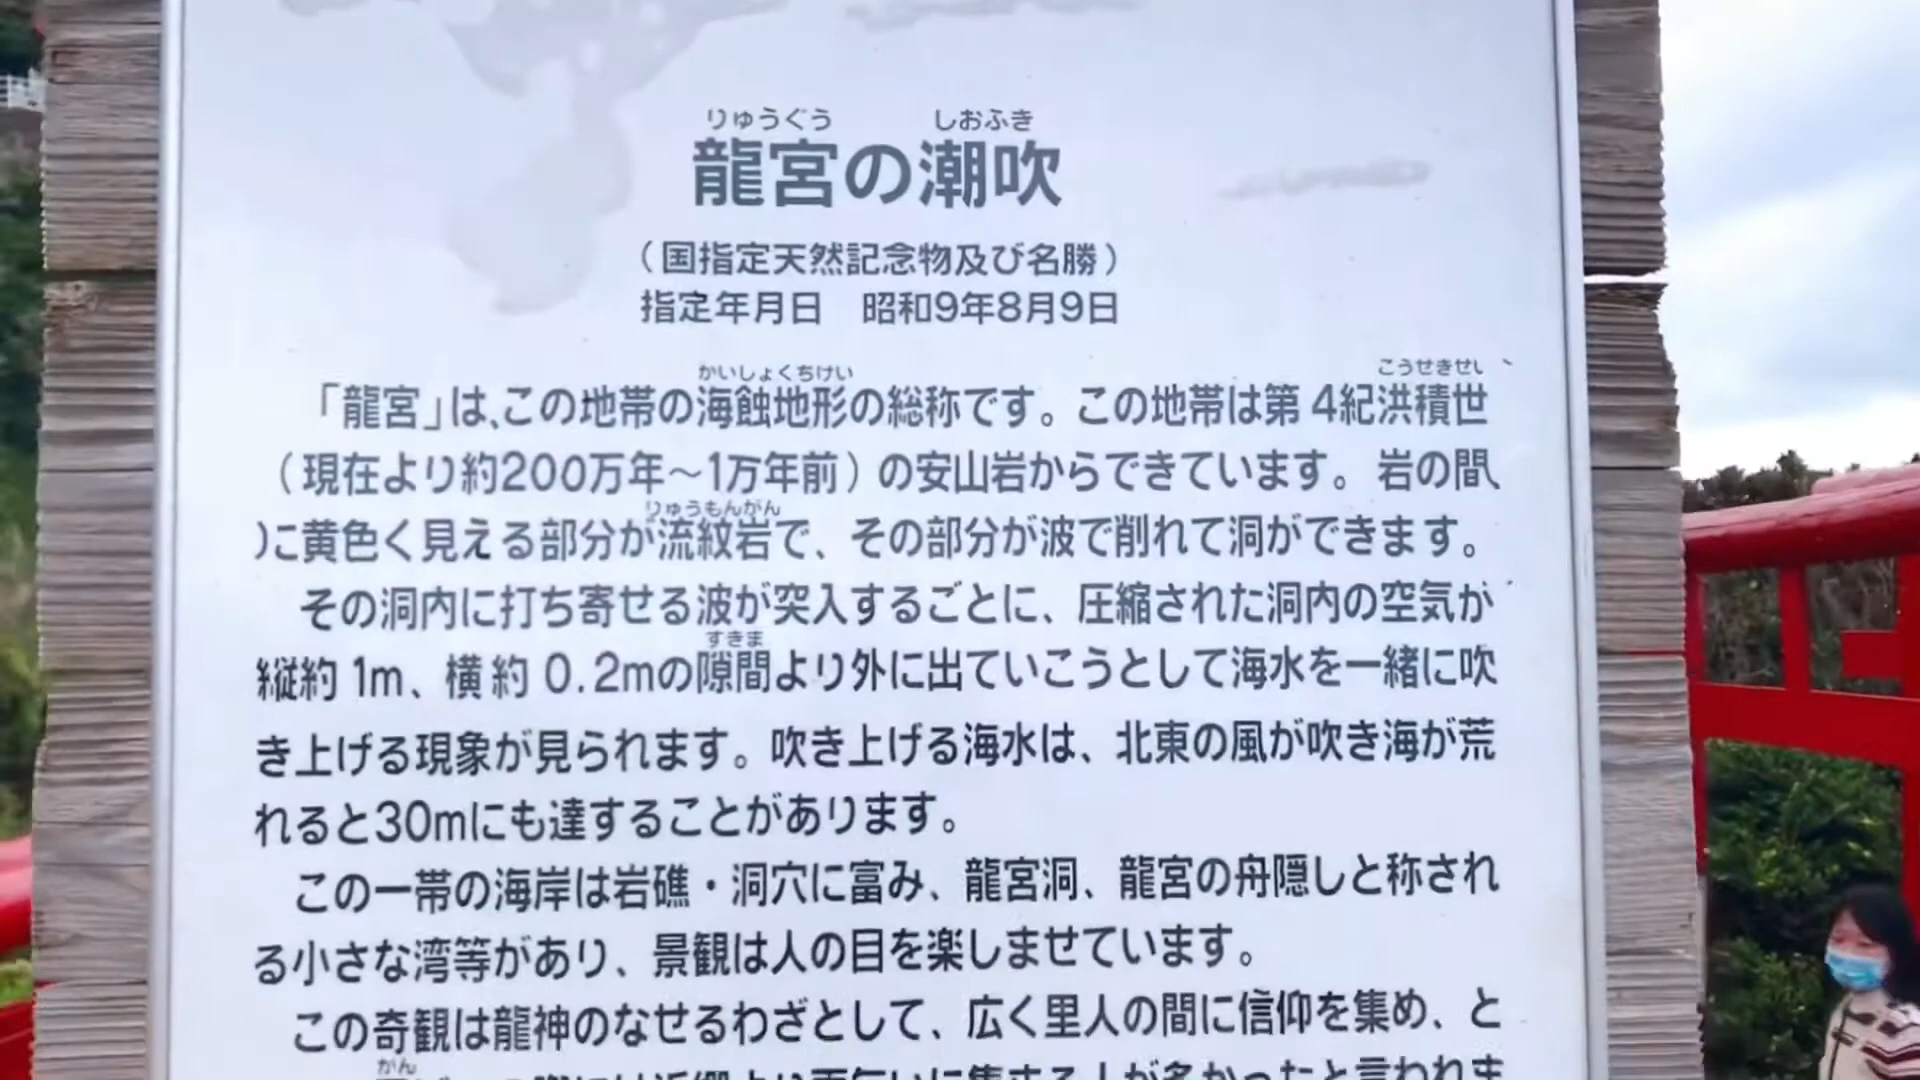 りゅうぐう しおふき
龍宮の潮吹
（国指定天然記念物及び名勝）
指定年月日　昭和9年8月9日
かいしょくちけい こうせきせい
「龍宮」は、この地帯の海蝕地形の総称です。この地帯は第4紀洪積世
（現在より約200万年～1万年前）の安山岩からできています。岩の間
りゅうもんがん
に黄色く見える部分が流紋岩で、その部分が波で削れて洞ができます。
その洞内に打ち寄せる波が突入するごとに、圧縮された洞内の空気が
すきま
縦約1m、横約0.2mの隙間より外に出ていこうとして海水を一緒に吹
き上げる現象が見られます。吹き上げる海水は、北東の風が吹き海が荒
れると30mにも達することがあります。
この一帯の海岸は岩礁・洞穴に富み、龍宮洞、龍宮の舟隠しと称され
る小さな湾等があり、景観は人の目を楽しませています。
この奇観は龍神のなせるわざとして、広く里人の間に信仰を集め、と
がん